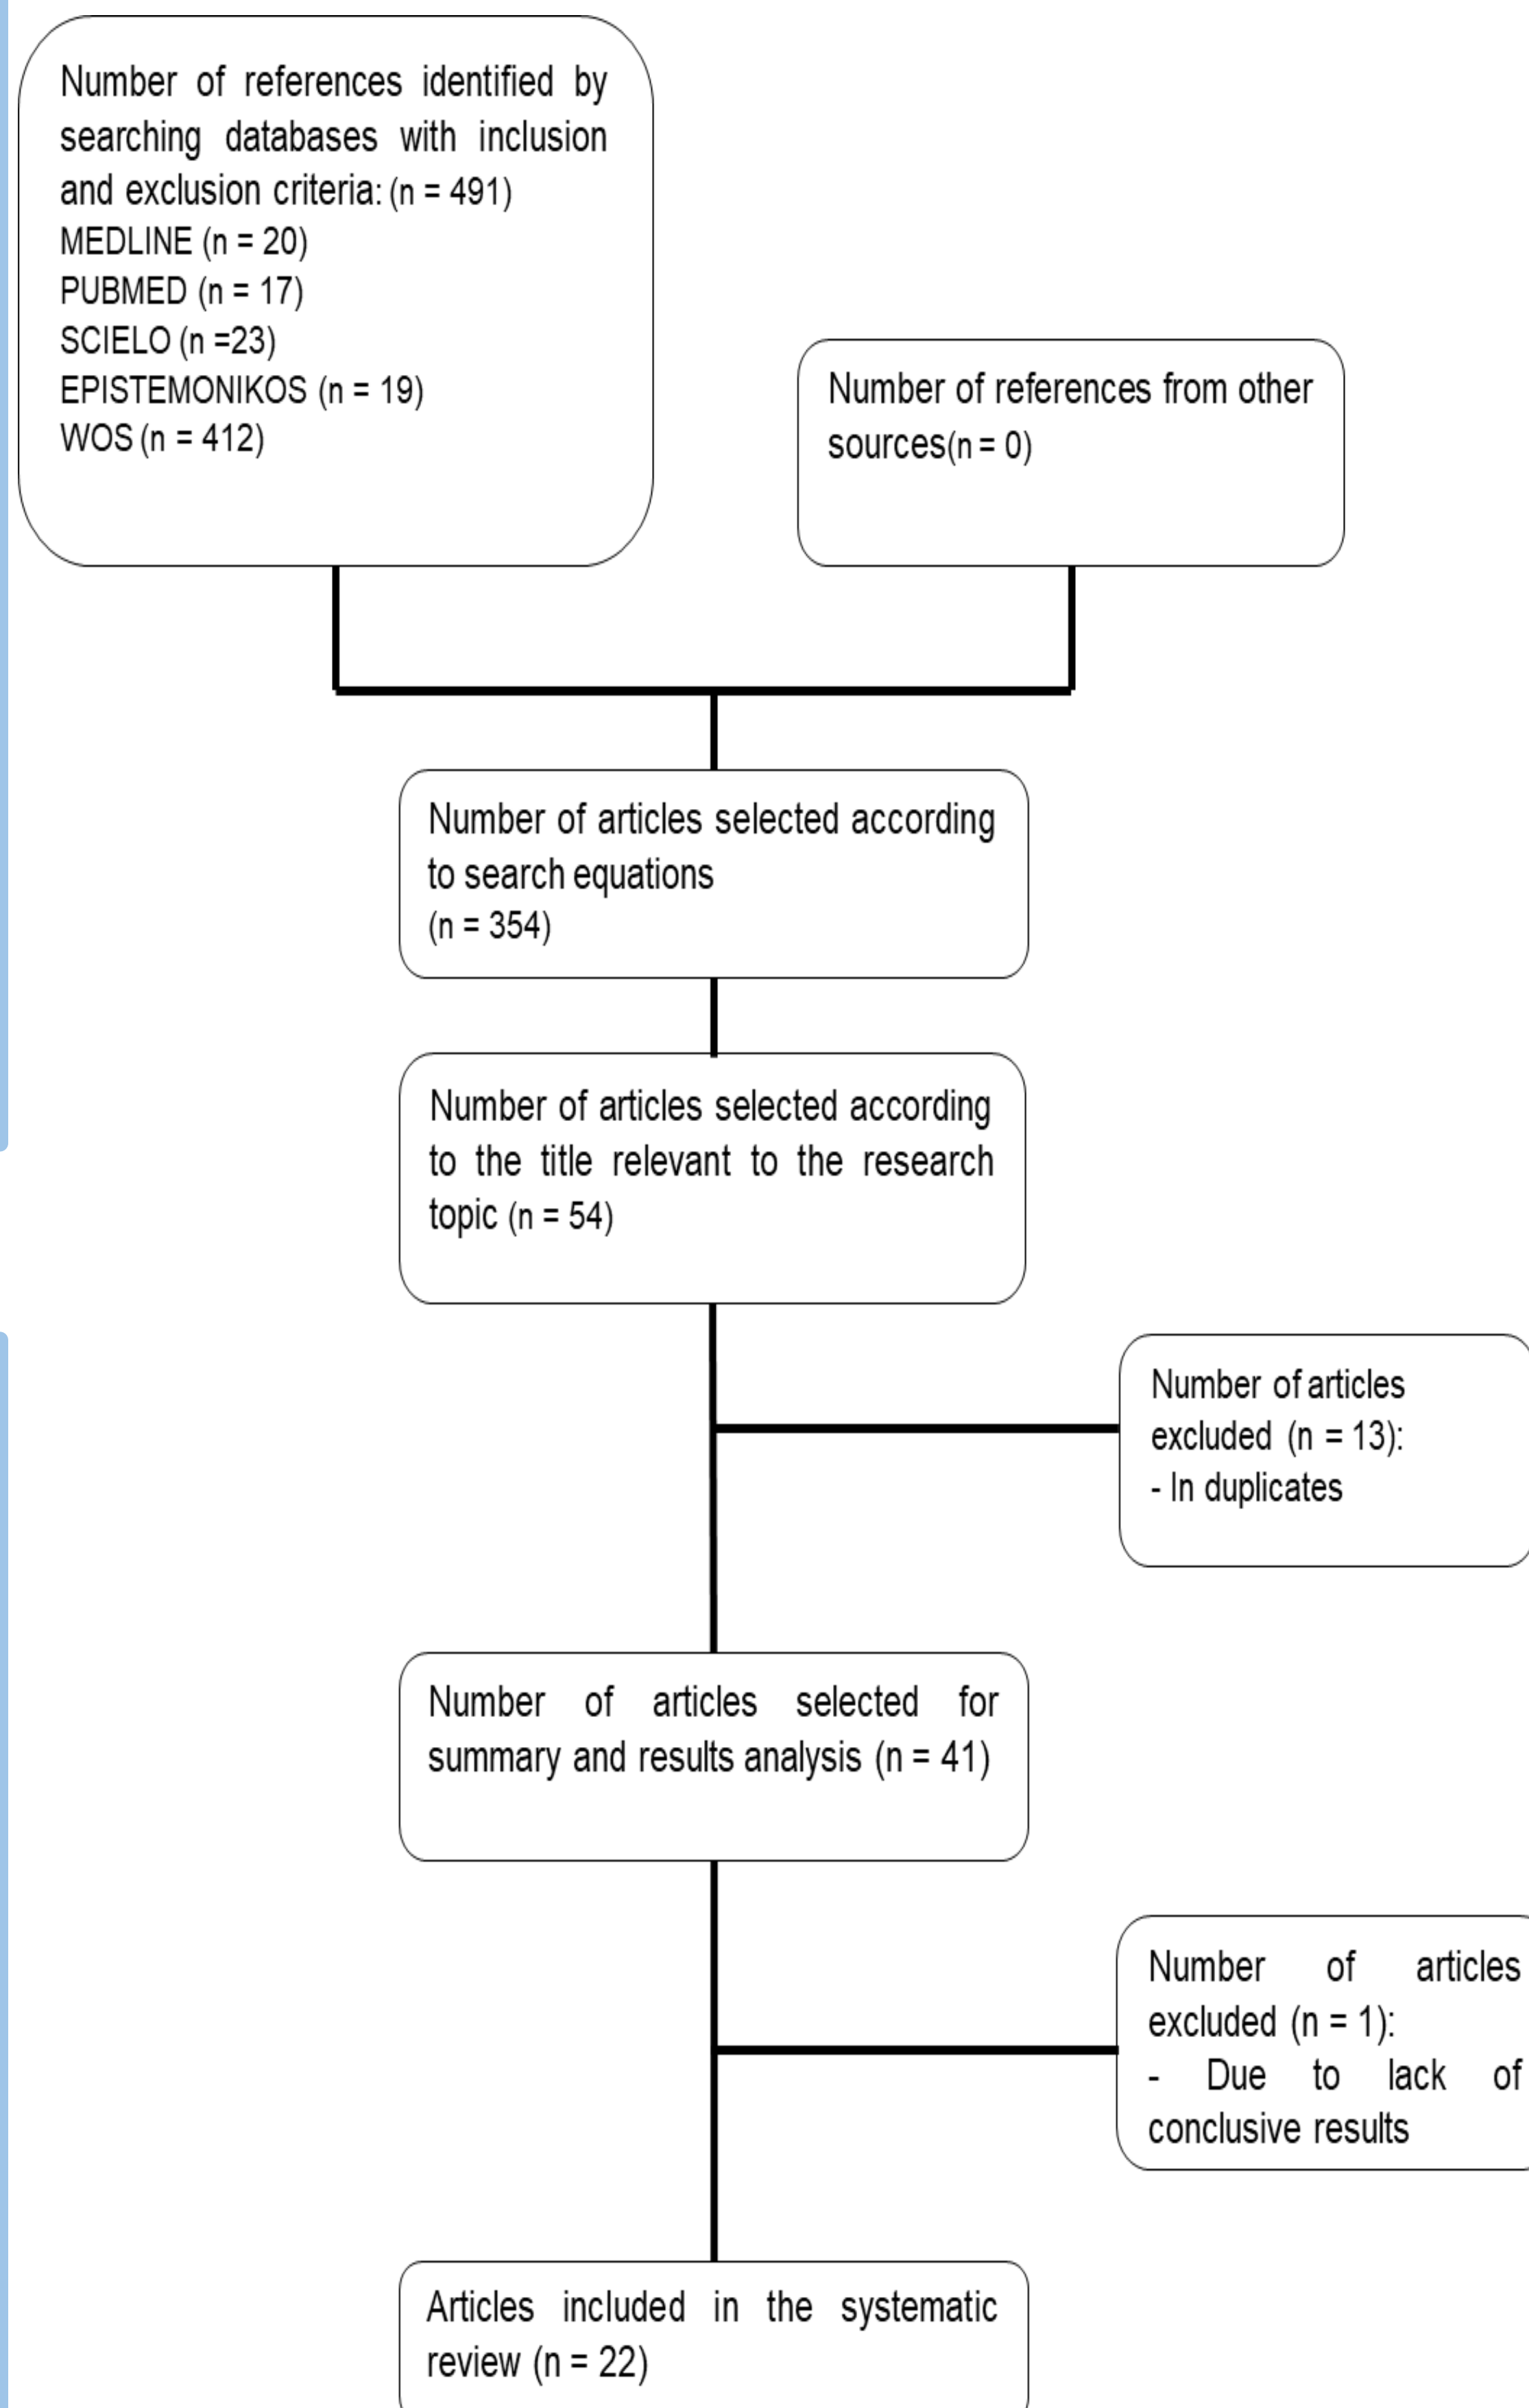 Number of references identified by
searching databases with inclusion
and exclusion criteria: (n = 491)
MEDLINE (n = 20)
PUBMED (n = 17)
SCIELO (n =23)
EPISTEMONIKOS (n = 19)
WOS (n = 412)
Number of references from other
sources(n = 0)
Number of articles selected according
to search equations
(n = 354)
Number of articles selected according
to the title relevant to the research
topic (n = 54)
Number of articles
excluded (n = 13):
- In duplicates
Number of articles selected for
summary and results analysis (n = 41)
Number of articles
excluded (n = 1):
- Due to lack of
conclusive results
Articles included in the systematic
review (n = 22)